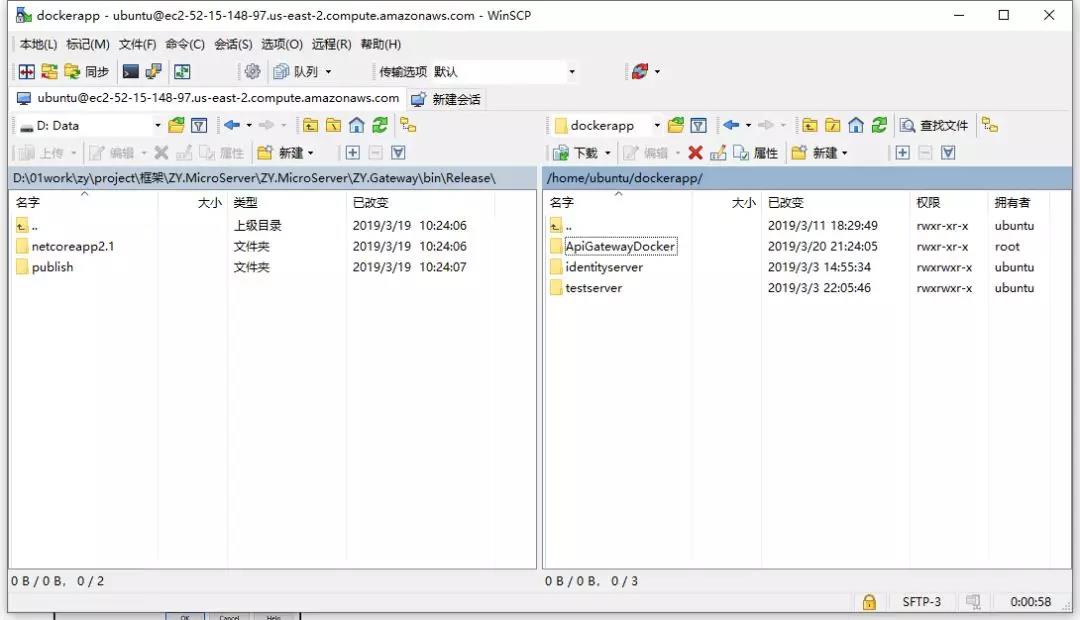 dockerapp - ubuntu@ec2-52-15-148-97.us-east-2.compute.amazonaws.com - WinSCP
本地(L) 标记(M) 文件(F) 命令(C) 会话(S) 选项(O) 远程(R) 帮助(H)
同步 队列 传输选项 默认
ubuntu@ec2-52-15-148-97.us-east-2.compute.amazonaws.com 新建会话
D: Data dockerapp 查找文件
上传 编辑 属性 新建 下载 编辑 属性 新建
D:\01work\zy\project\框架\ZY.MicroServer\ZY.MicroServer\ZY.Gateway\bin\Release\ /home/ubuntu/dockerapp/
名字 大小 类型 已改变 名字 大小 已改变 权限 拥有者
.. 上级目录 2019/3/19 10:24:06 .. 2019/3/11 18:29:49 rwxr-xr-x ubuntu
netcoreapp2.1 文件夹 2019/3/19 10:24:06 ApiGatewayDocker 2019/3/20 21:24:05 rwxr-xr-x root
publish 文件夹 2019/3/19 10:24:07 identityserver 2019/3/3 14:55:34 rwxrwxr-x ubuntu
testserver 2019/3/3 22:05:46 rwxrwxr-x ubuntu
0 B / 0 B, 0 / 2 0 B / 0 B, 0 / 3
SFTP-3 0:00:58
OK Cancel Help